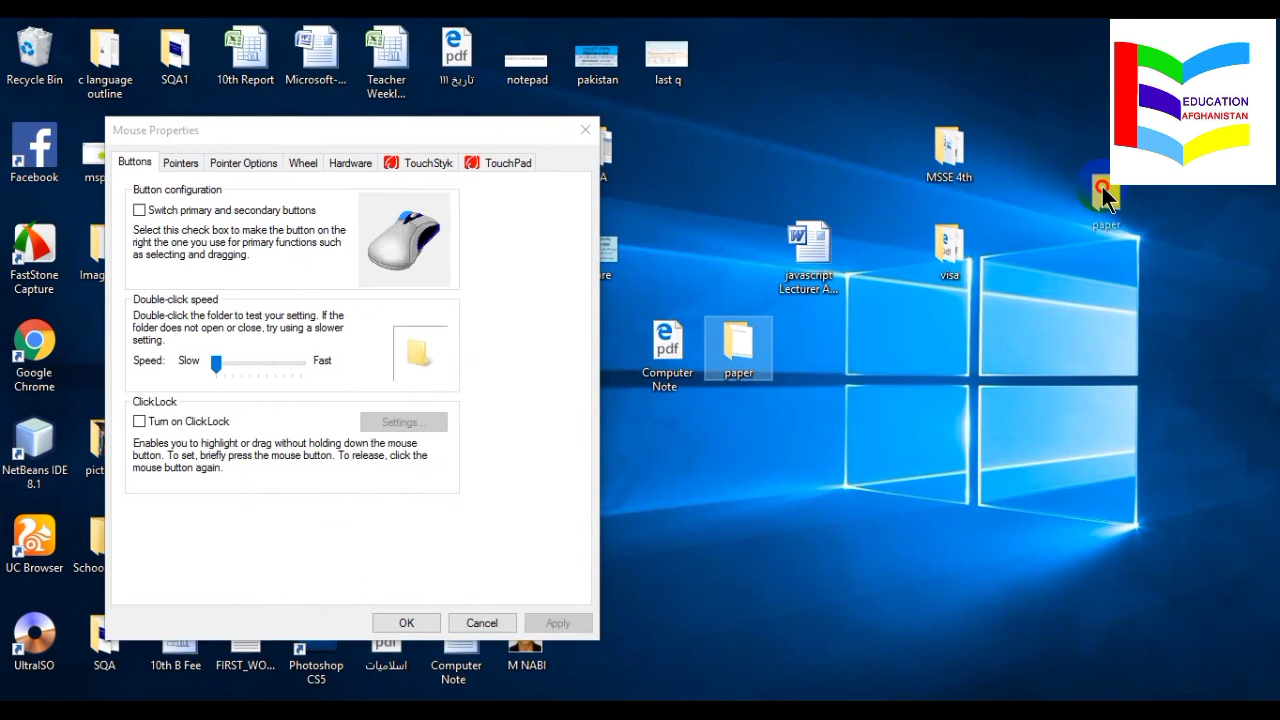 Recycle Bin
c language
outline
SQA1
10th Report
Microsoft-...
Teacher
Weekl...
تاریخ ااا
notepad
pakistan
last q
EDUCATION
AFGHANISTAN
Mouse Properties
Buttons
Pointers
Pointer Options
Wheel
Hardware
TouchStyk
TouchPad
Button configuration
Switch primary and secondary buttons
Select this check box to make the button on the
right the one you use for primary functions such
as selecting and dragging.
Double-click speed
Double-click the folder to test your setting. If the
folder does not open or close, try using a slower
setting.
Speed:
Slow
Fast
ClickLock
Turn on ClickLock
Settings...
Enables you to highlight or drag without holding down the mouse
button. To set, briefly press the mouse button. To release, click the
mouse button again.
OK
Cancel
Apply
Facebook
msp
A
MSSE 4th
paper
FastStone
Capture
Imag
re
javascript
Lecturer A...
visa
Google
Chrome
pdf
Computer
Note
paper
NetBeans IDE
8.1
pict
UC Browser
Schoo
UltraISO
SQA
10th B Fee
FIRST_WO...
Photoshop
CS5
pdf
اسلامیات
Computer
Note
M NABI